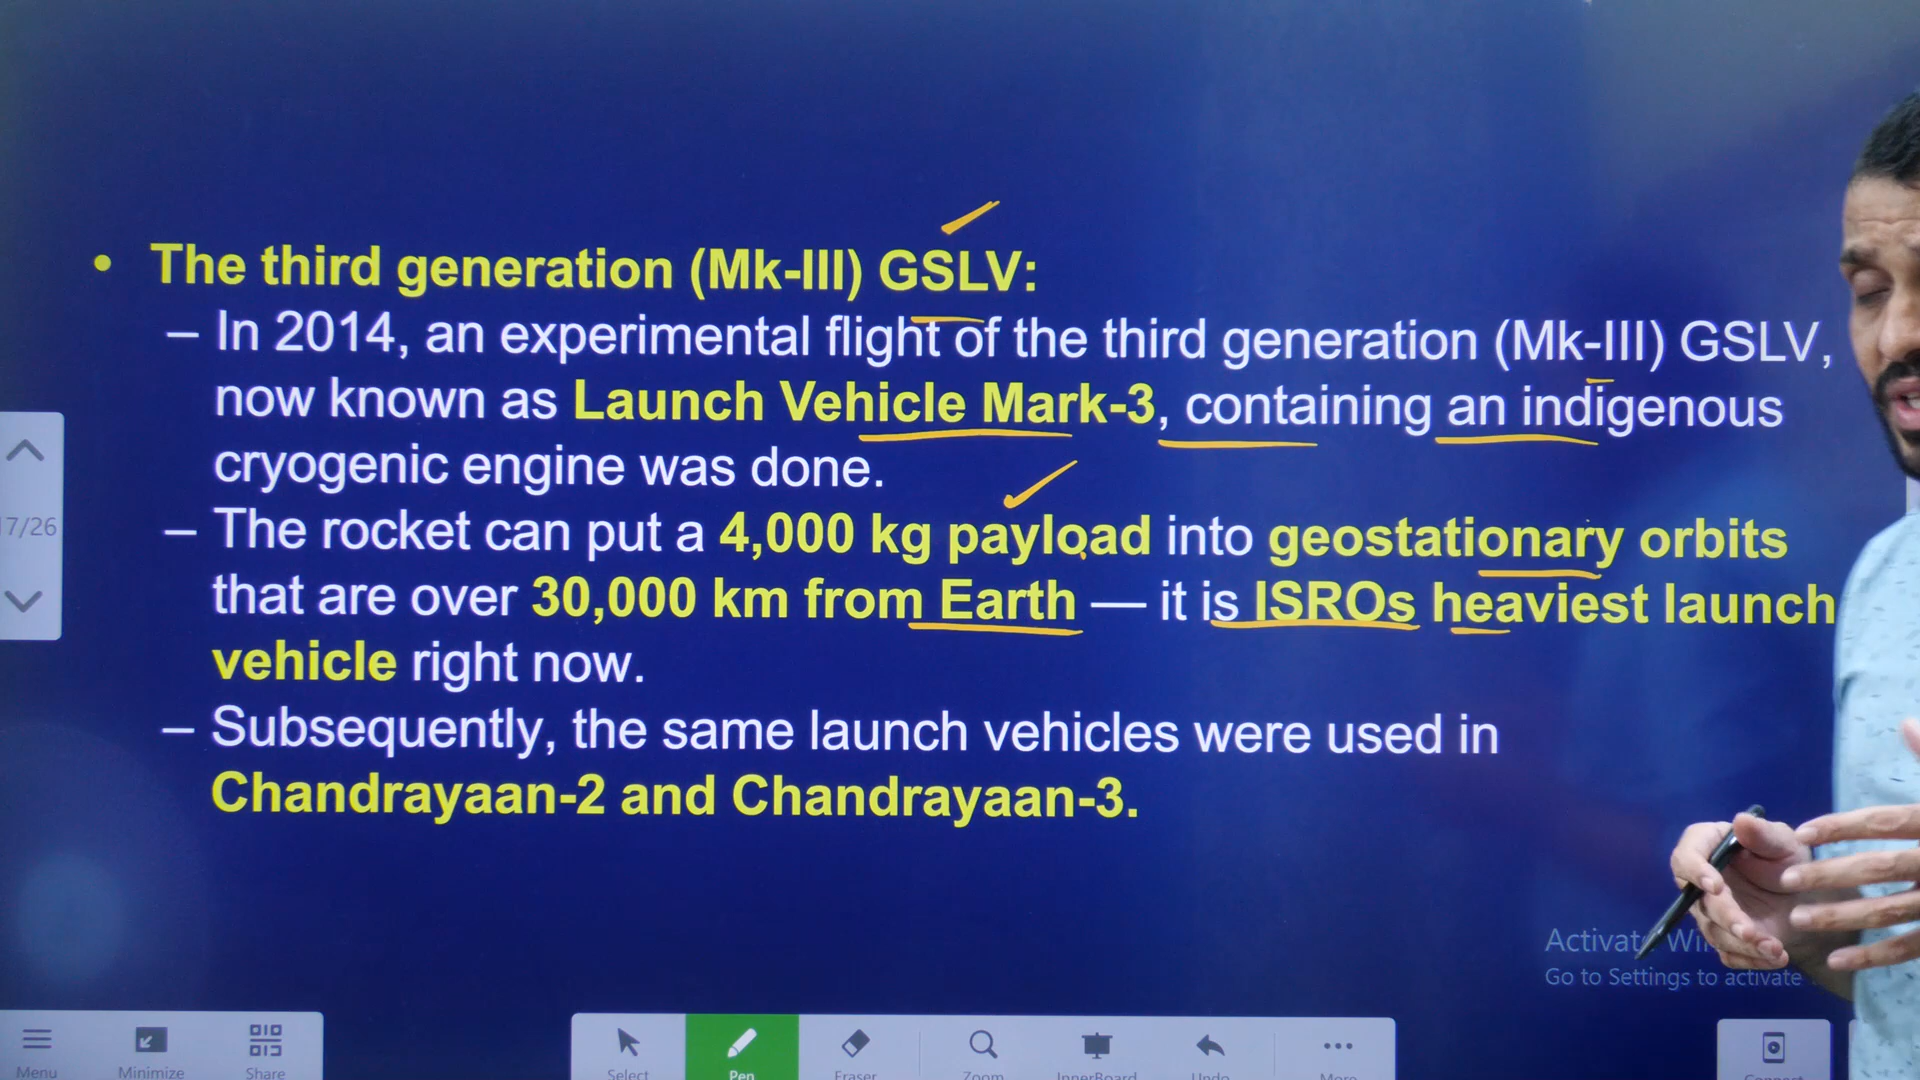 • The third generation (Mk-III) GSLV:
– In 2014, an experimental flight of the third generation (Mk-III) GSLV,
now known as Launch Vehicle Mark-3, containing an indigenous
cryogenic engine was done.
– The rocket can put a 4,000 kg payload into geostationary orbits
that are over 30,000 km from Earth — it is ISROs heaviest launch
vehicle right now.
– Subsequently, the same launch vehicles were used in
Chandrayaan-2 and Chandrayaan-3.
7/26
Activate Win
Go to Settings to activate
Menu Minimize Share Select Pen Eraser Zoom InnerBoard Undo More Connect